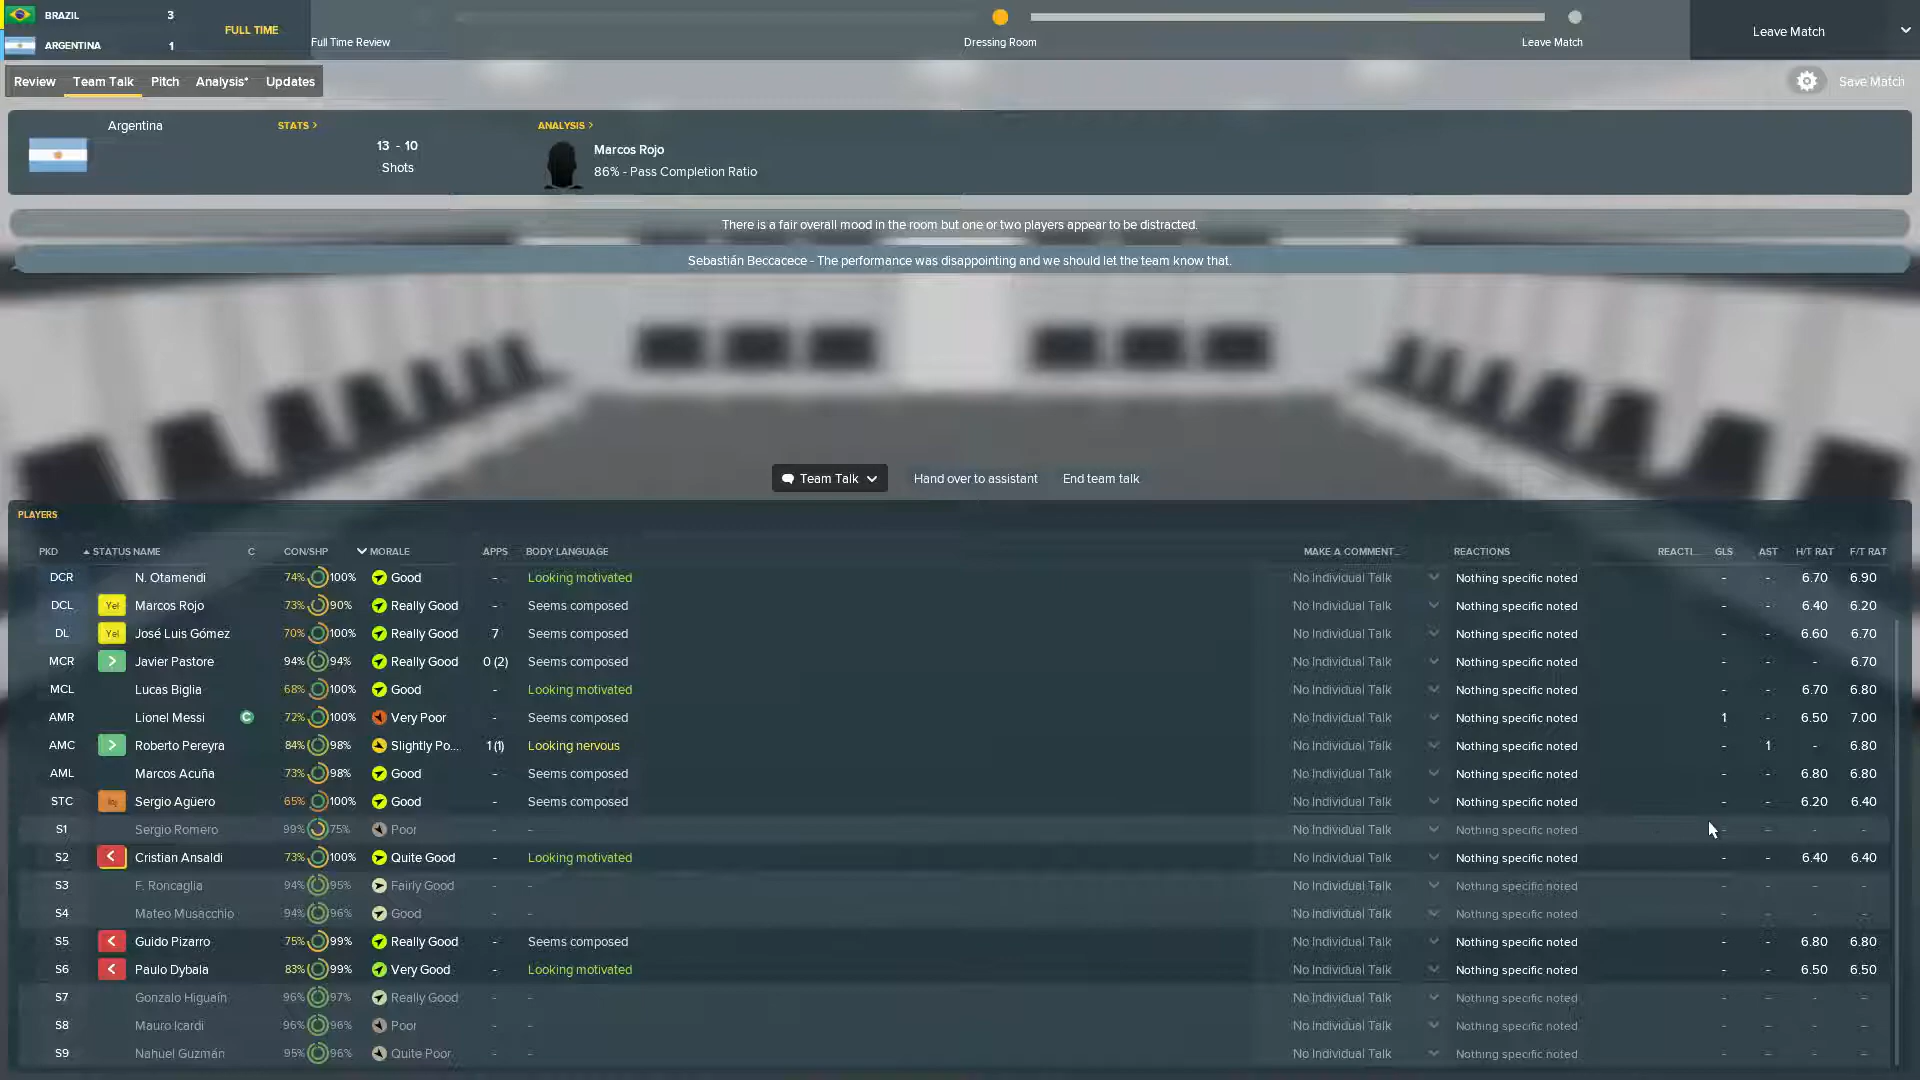 BRAZIL 3
ARGENTINA 1
FULL TIME
Full Time Review
Dressing Room
Leave Match
Leave Match
Review Team Talk Pitch Analysis* Updates
Save Match
Argentina
STATS >
13 - 10
Shots
ANALYSIS >
Marcos Rojo
86% - Pass Completion Ratio
There is a fair overall mood in the room but one or two players appear to be distracted.
Sebastián Beccacece - The performance was disappointing and we should let the team know that.
Team Talk Hand over to assistant End team talk
PLAYERS
PKD STATUS NAME C CON/SHP MORALE APPS BODY LANGUAGE MAKE A COMMENT... REACTIONS REACTI... GLS AST H/T RAT F/T RAT
DCR N. Otamendi 74% 100% Good - Looking motivated No Individual Talk Nothing specific noted - - 6.70 6.90
DCL Yel Marcos Rojo 73% 90% Really Good - Seems composed No Individual Talk Nothing specific noted - - 6.40 6.20
DL Yel José Luis Gómez 70% 100% Really Good 7 Seems composed No Individual Talk Nothing specific noted - - 6.60 6.70
MCR Javier Pastore 94% 94% Really Good 0 (2) Seems composed No Individual Talk Nothing specific noted - - - 6.70
MCL Lucas Biglia 68% 100% Good - Looking motivated No Individual Talk Nothing specific noted - - 6.70 6.80
AMR Lionel Messi C 72% 100% Very Poor - Seems composed No Individual Talk Nothing specific noted 1 - 6.50 7.00
AMC Roberto Pereyra 84% 98% Slightly Po... 1 (1) Looking nervous No Individual Talk Nothing specific noted - 1 - 6.80
AML Marcos Acuña 73% 98% Good - Seems composed No Individual Talk Nothing specific noted - - 6.80 6.80
STC Inj Sergio Agüero 65% 100% Good - Seems composed No Individual Talk Nothing specific noted - - 6.20 6.40
S1 Sergio Romero 99% 75% Poor - - No Individual Talk Nothing specific noted - - - -
S2 Cristian Ansaldi 73% 100% Quite Good - Looking motivated No Individual Talk Nothing specific noted - - 6.40 6.40
S3 F. Roncaglia 94% 95% Fairly Good - - No Individual Talk Nothing specific noted - - - -
S4 Mateo Musacchio 94% 96% Good - - No Individual Talk Nothing specific noted - - - -
S5 Guido Pizarro 75% 99% Really Good - Seems composed No Individual Talk Nothing specific noted - - 6.80 6.80
S6 Paulo Dybala 83% 99% Very Good - Looking motivated No Individual Talk Nothing specific noted - - 6.50 6.50
S7 Gonzalo Higuaín 96% 97% Really Good - - No Individual Talk Nothing specific noted - - - -
S8 Mauro Icardi 96% 96% Poor - - No Individual Talk Nothing specific noted - - - -
S9 Nahuel Guzmán 95% 96% Quite Poor - - No Individual Talk Nothing specific noted - - - -